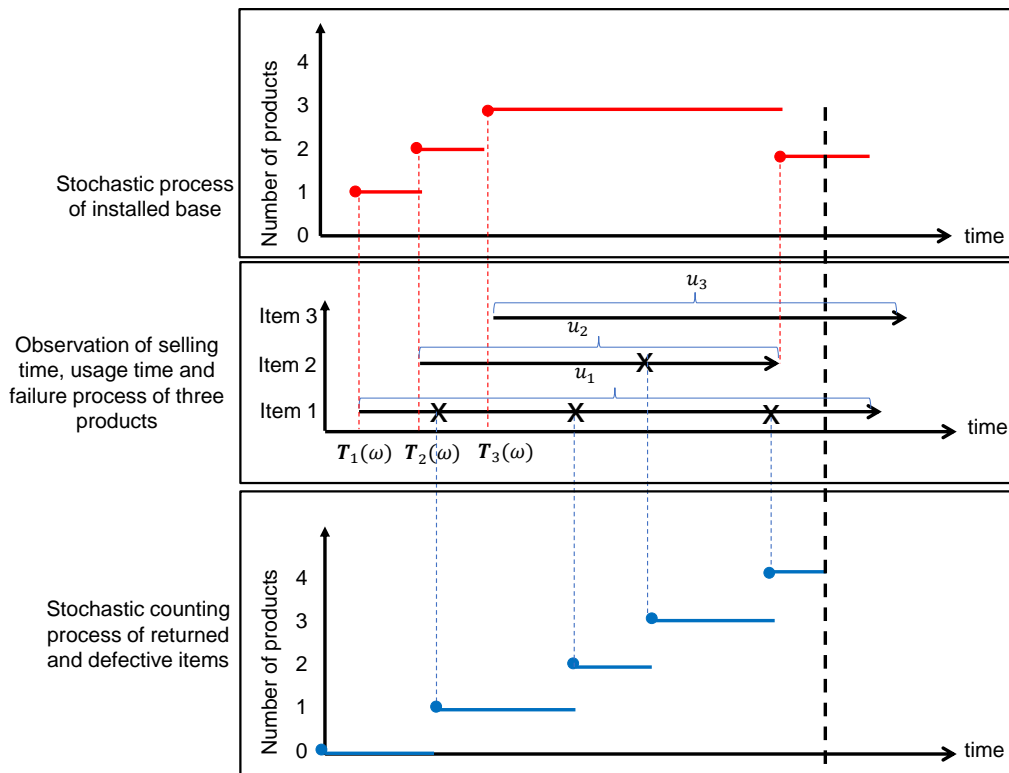 Stochastic process
of installed base
Number of products
4
3
2
1
0
time
Observation of selling
time, usage time and
failure process of three
products
Item 3
Item 2
Item 1
u₃
u₂
u₁
X
X
X
X
T₁(ω)
T₂(ω)
T₃(ω)
time
Stochastic counting
process of returned
and defective items
Number of products
4
3
2
1
0
time